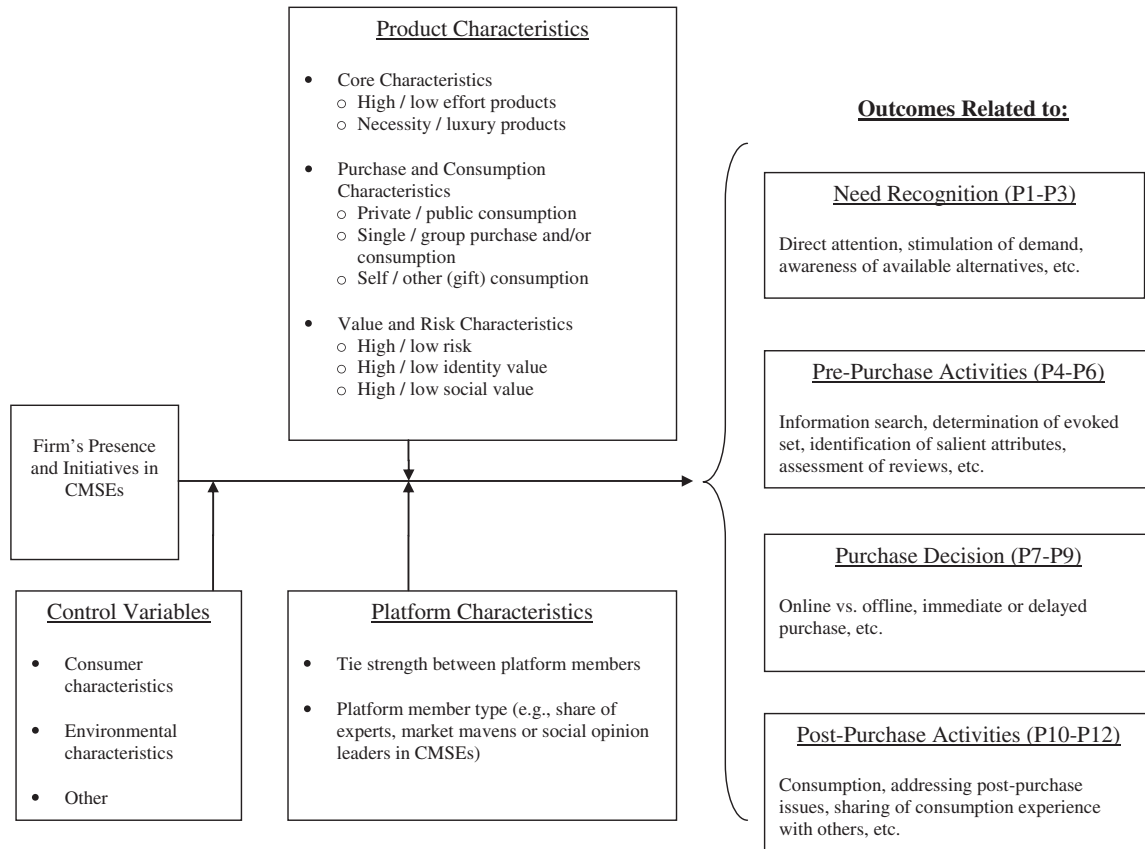 Product Characteristics
• Core Characteristics
o High / low effort products
o Necessity / luxury products
• Purchase and Consumption
Characteristics
o Private / public consumption
o Single / group purchase and/or
consumption
o Self / other (gift) consumption
• Value and Risk Characteristics
o High / low risk
o High / low identity value
o High / low social value
Firm's Presence
and Initiatives in
CMSEs
Control Variables
• Consumer
characteristics
• Environmental
characteristics
• Other
Platform Characteristics
• Tie strength between platform members
• Platform member type (e.g., share of
experts, market mavens or social opinion
leaders in CMSEs)
Outcomes Related to:
Need Recognition (P1-P3)
Direct attention, stimulation of demand,
awareness of available alternatives, etc.
Pre-Purchase Activities (P4-P6)
Information search, determination of evoked
set, identification of salient attributes,
assessment of reviews, etc.
Purchase Decision (P7-P9)
Online vs. offline, immediate or delayed
purchase, etc.
Post-Purchase Activities (P10-P12)
Consumption, addressing post-purchase
issues, sharing of consumption experience
with others, etc.